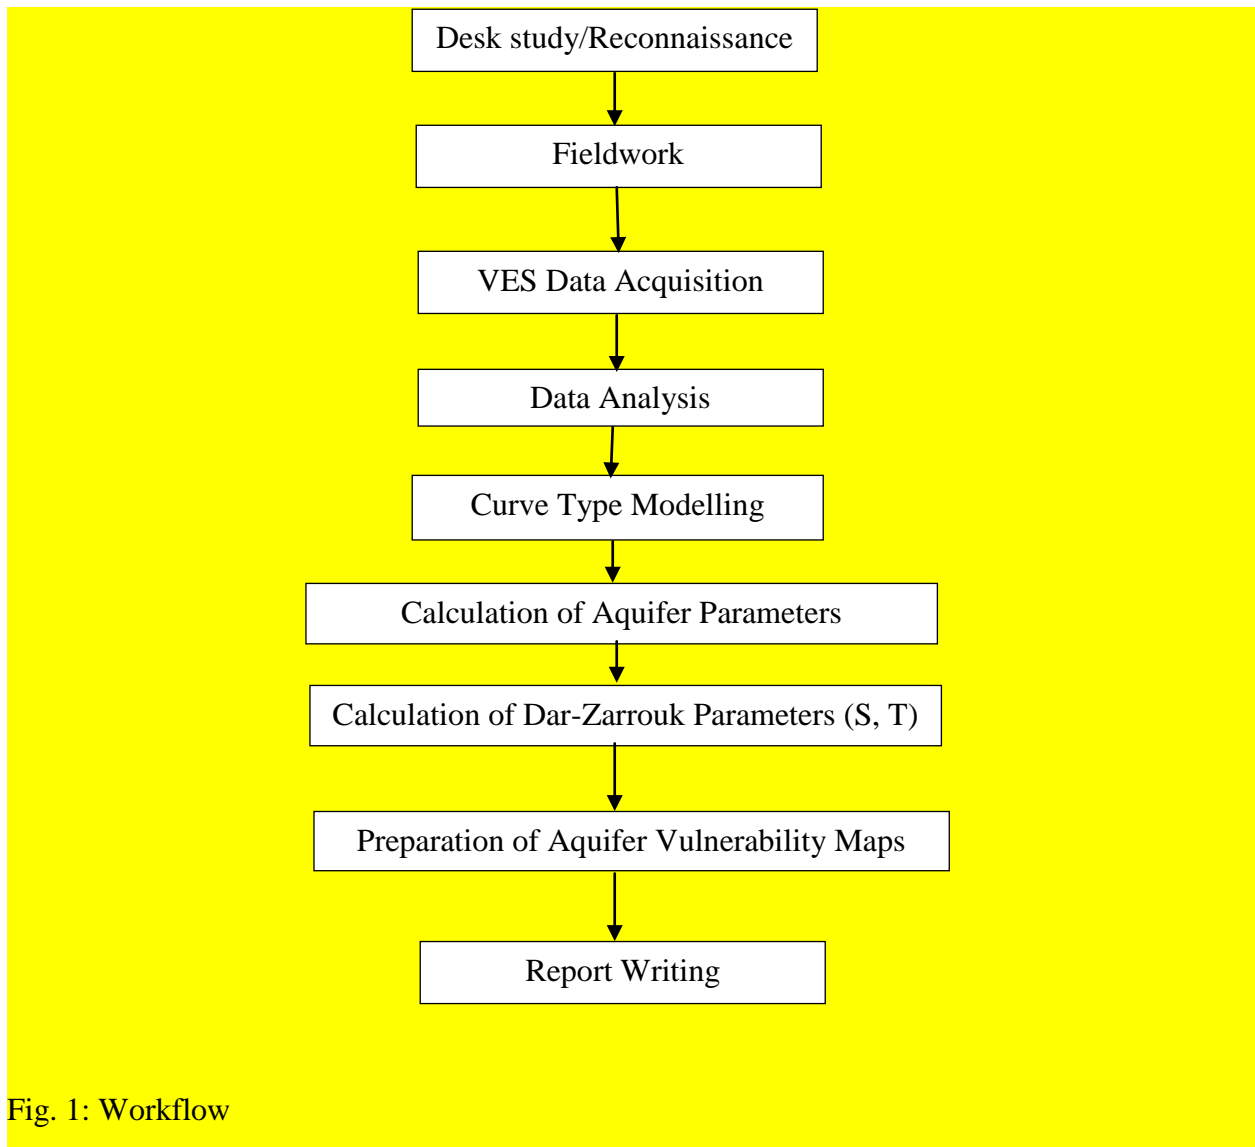 Desk study/Reconnaissance
Fieldwork
VES Data Acquisition
Data Analysis
Curve Type Modelling
Calculation of Aquifer Parameters
Calculation of Dar-Zarrouk Parameters (S, T)
Preparation of Aquifer Vulnerability Maps
Report Writing
Fig. 1: Workflow